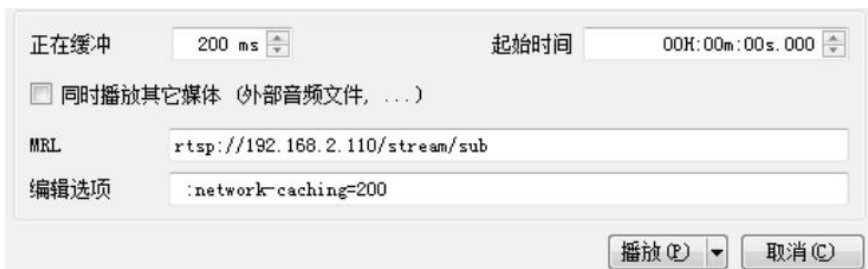 正在缓冲 200 ms 起始时间 00H:00m:00s.000
同时播放其它媒体 (外部音频文件, ...)
MRL rtsp://192.168.2.110/stream/sub
编辑选项 :network-caching=200
播放(P) 取消(C)